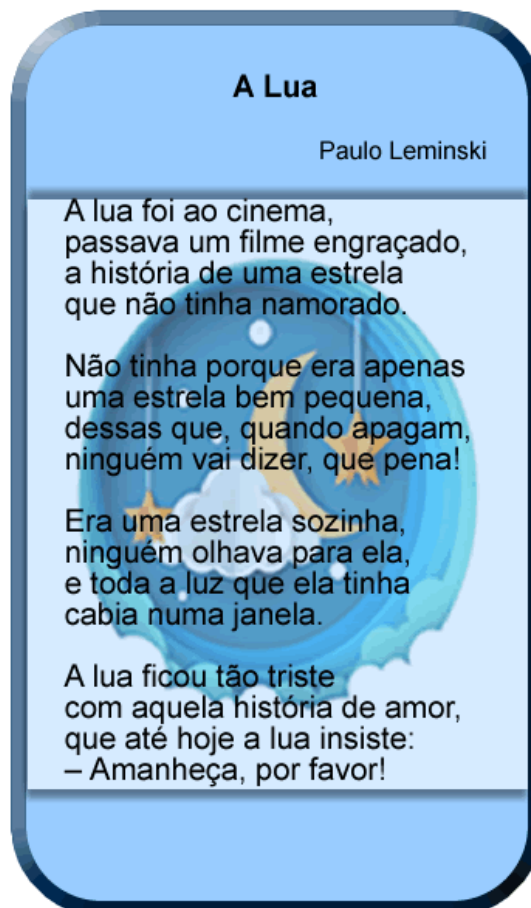 A Lua
Paulo Leminski
A lua foi ao cinema,
passava um filme engraçado,
a história de uma estrela
que não tinha namorado.
Não tinha porque era apenas
uma estrela bem pequena,
dessas que, quando apagam,
ninguém vai dizer, que pena!
Era uma estrela sozinha,
ninguém olhava para ela,
e toda a luz que ela tinha
cabia numa janela.
A lua ficou tão triste
com aquela história de amor,
que até hoje a lua insiste:
– Amanheça, por favor!